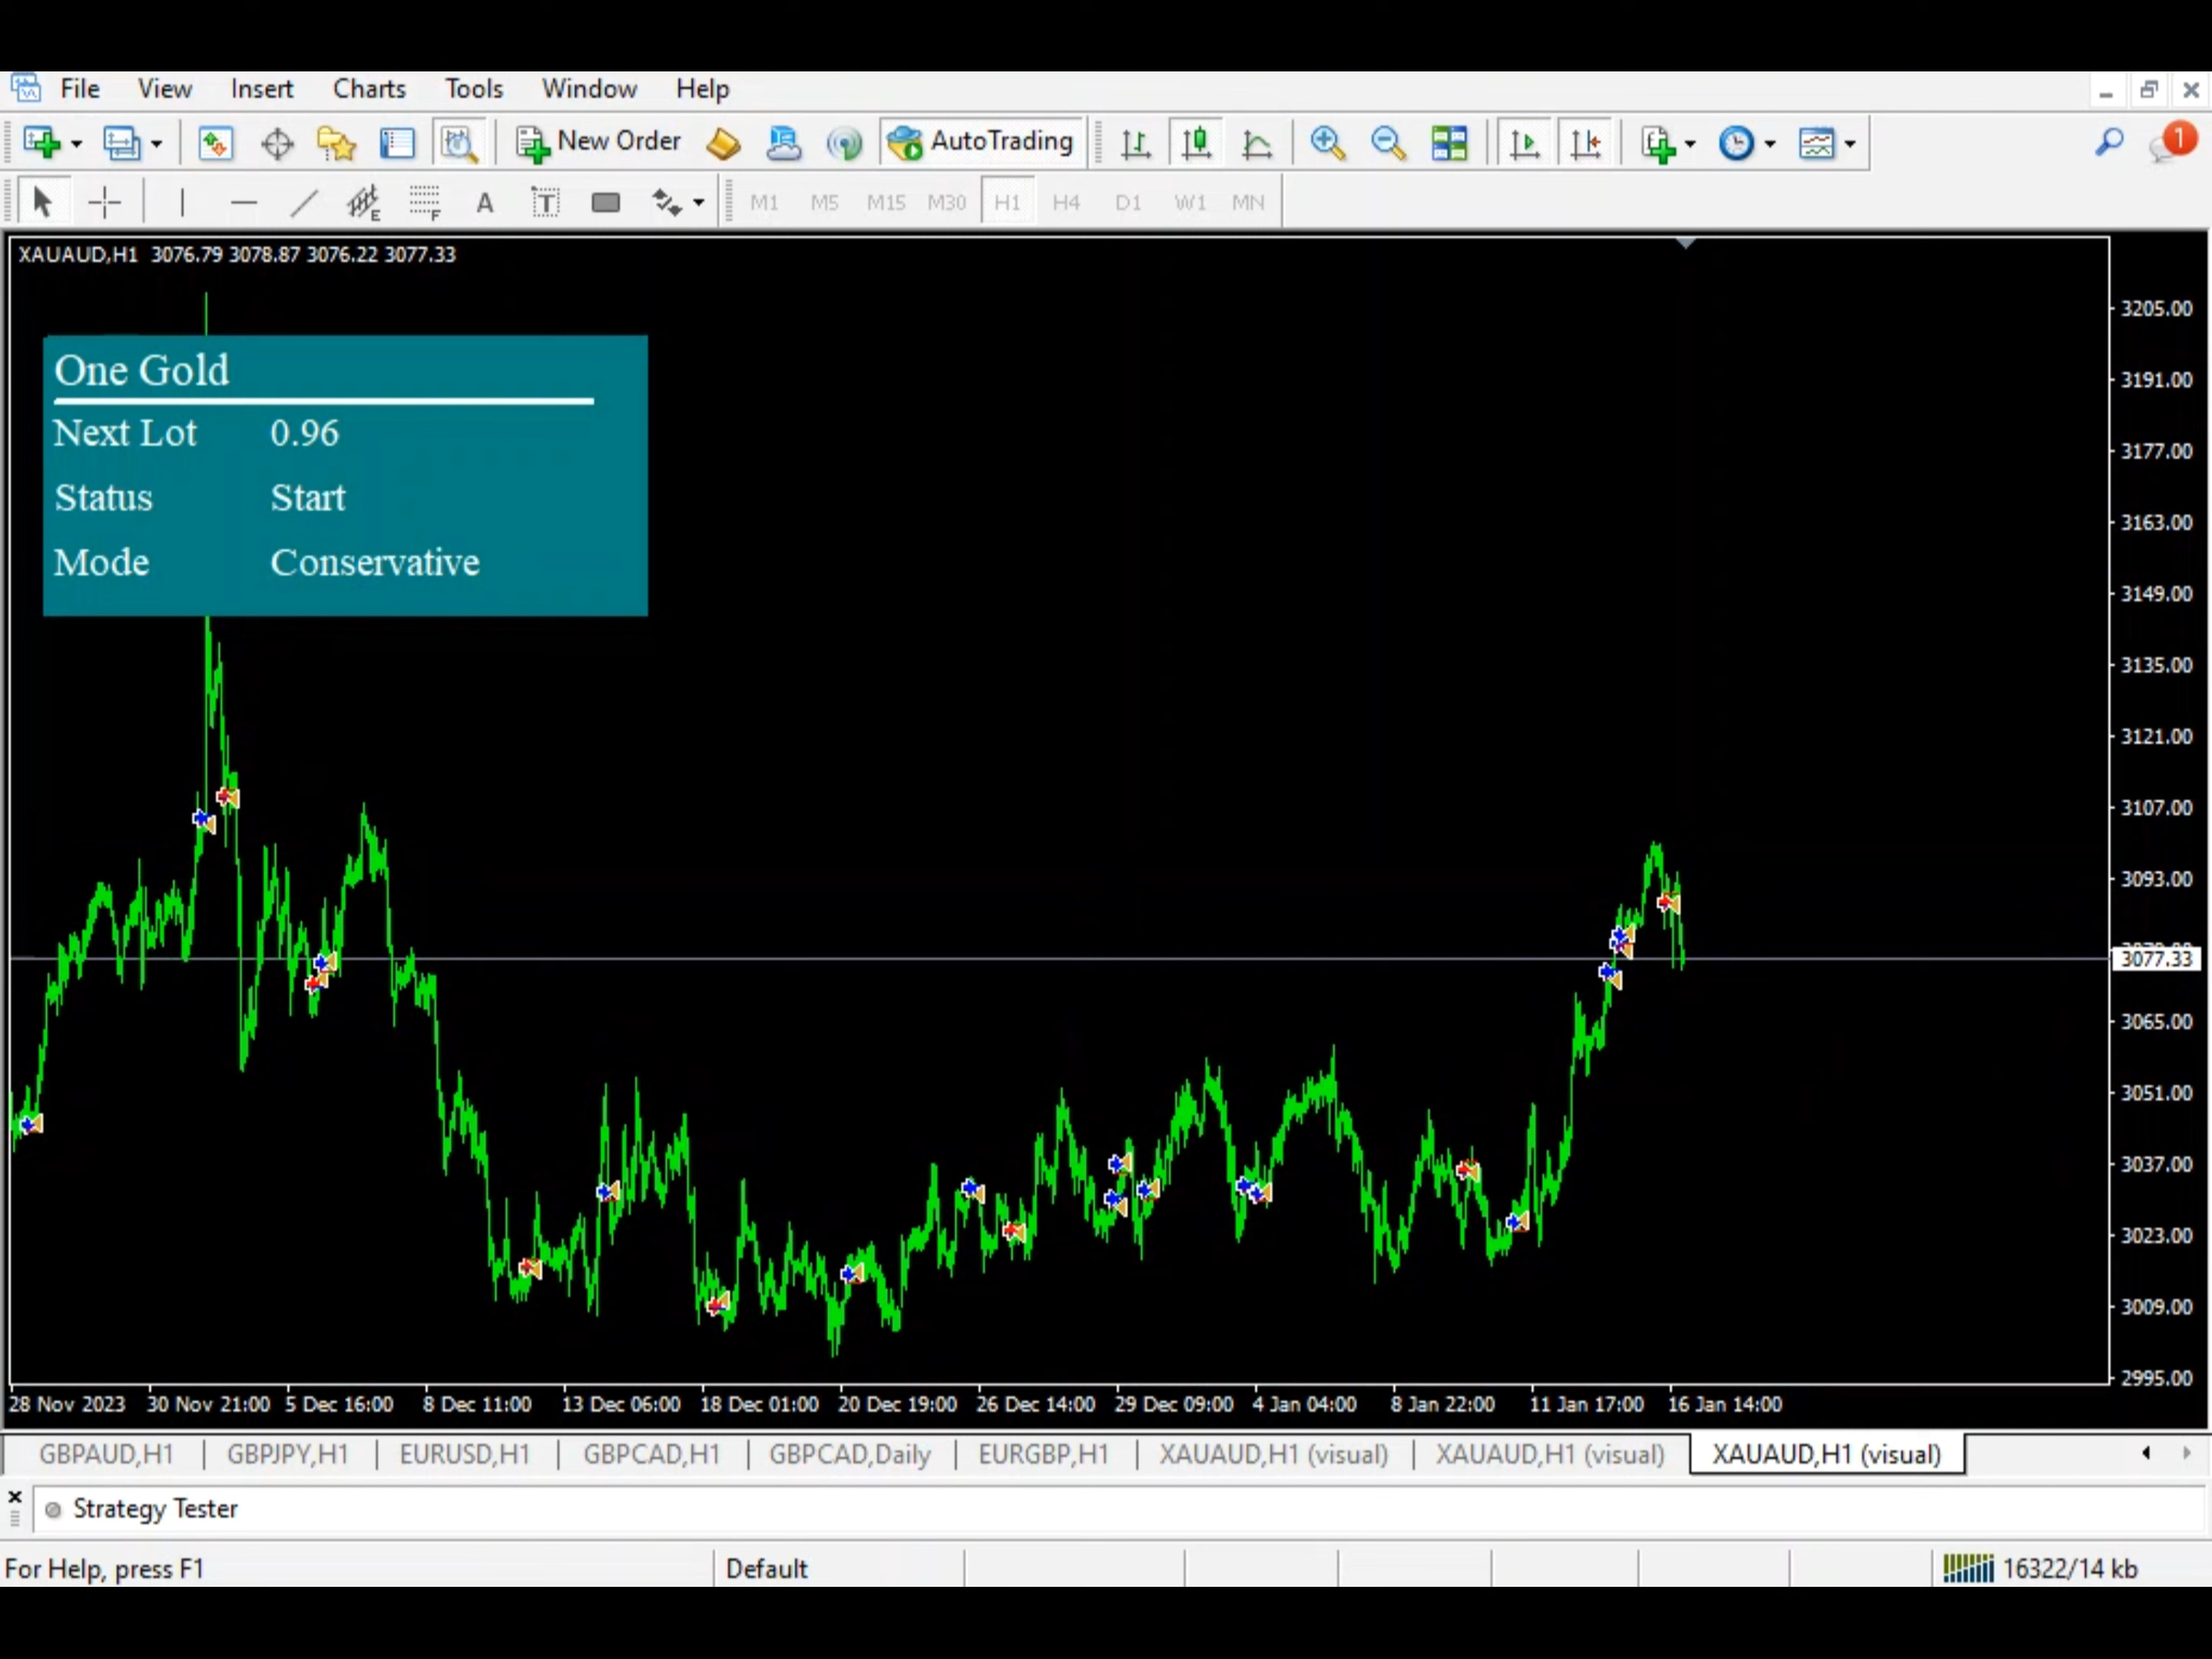 File View Insert Charts Tools Window Help
New Order AutoTrading 1
E F A T M1 M5 M15 M30 H1 H4 D1 W1 MN
XAUAUD,H1 3076.79 3078.87 3076.22 3077.33
3205.00
One Gold
3191.00
Next Lot 0.96
3177.00
Status Start
3163.00
Mode Conservative
3149.00
3135.00
3121.00
3107.00
3093.00
3077.33
3065.00
3051.00
3037.00
3023.00
3009.00
2995.00
28 Nov 2023 30 Nov 21:00 5 Dec 16:00 8 Dec 11:00 13 Dec 06:00 18 Dec 01:00 20 Dec 19:00 26 Dec 14:00 29 Dec 09:00 4 Jan 04:00 8 Jan 22:00 11 Jan 17:00 16 Jan 14:00
GBPAUD,H1 GBPJPY,H1 EURUSD,H1 GBPCAD,H1 GBPCAD,Daily EURGBP,H1 XAUAUD,H1 (visual) XAUAUD,H1 (visual) XAUAUD,H1 (visual)
Strategy Tester
For Help, press F1 Default 16322/14 kb